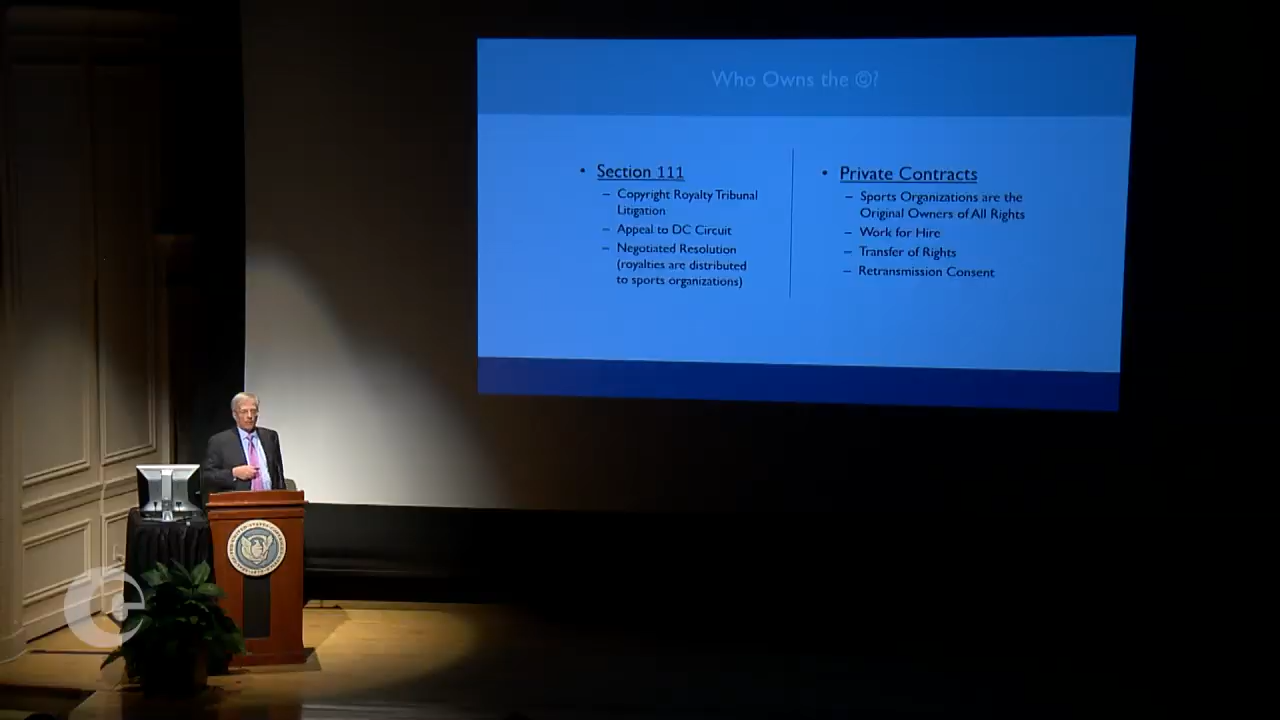 Who Owns the ©?
• Section 111
– Copyright Royalty Tribunal
Litigation
– Appeal to DC Circuit
– Negotiated Resolution
(royalties are distributed
to sports organizations)
• Private Contracts
– Sports Organizations are the
Original Owners of All Rights
– Work for Hire
– Transfer of Rights
– Retransmission Consent